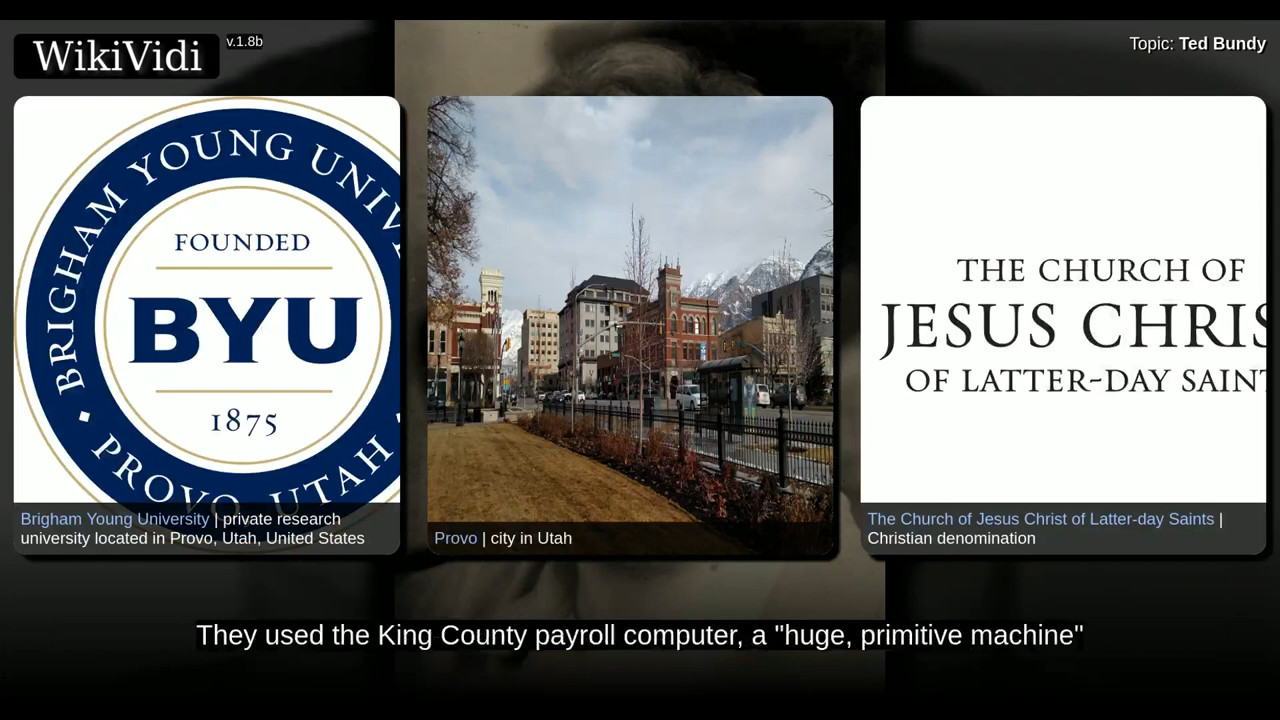 WikiVidi
v.1.8b
Topic: Ted Bundy
BRIGHAM YOUNG UNIV
FOUNDED
BYU
1875
PROVO, UTAH
THE CHURCH OF
JESUS CHRIS
OF LATTER-DAY SAINT
Brigham Young University | private research
university located in Provo, Utah, United States
Provo | city in Utah
The Church of Jesus Christ of Latter-day Saints |
Christian denomination
They used the King County payroll computer, a "huge, primitive machine"